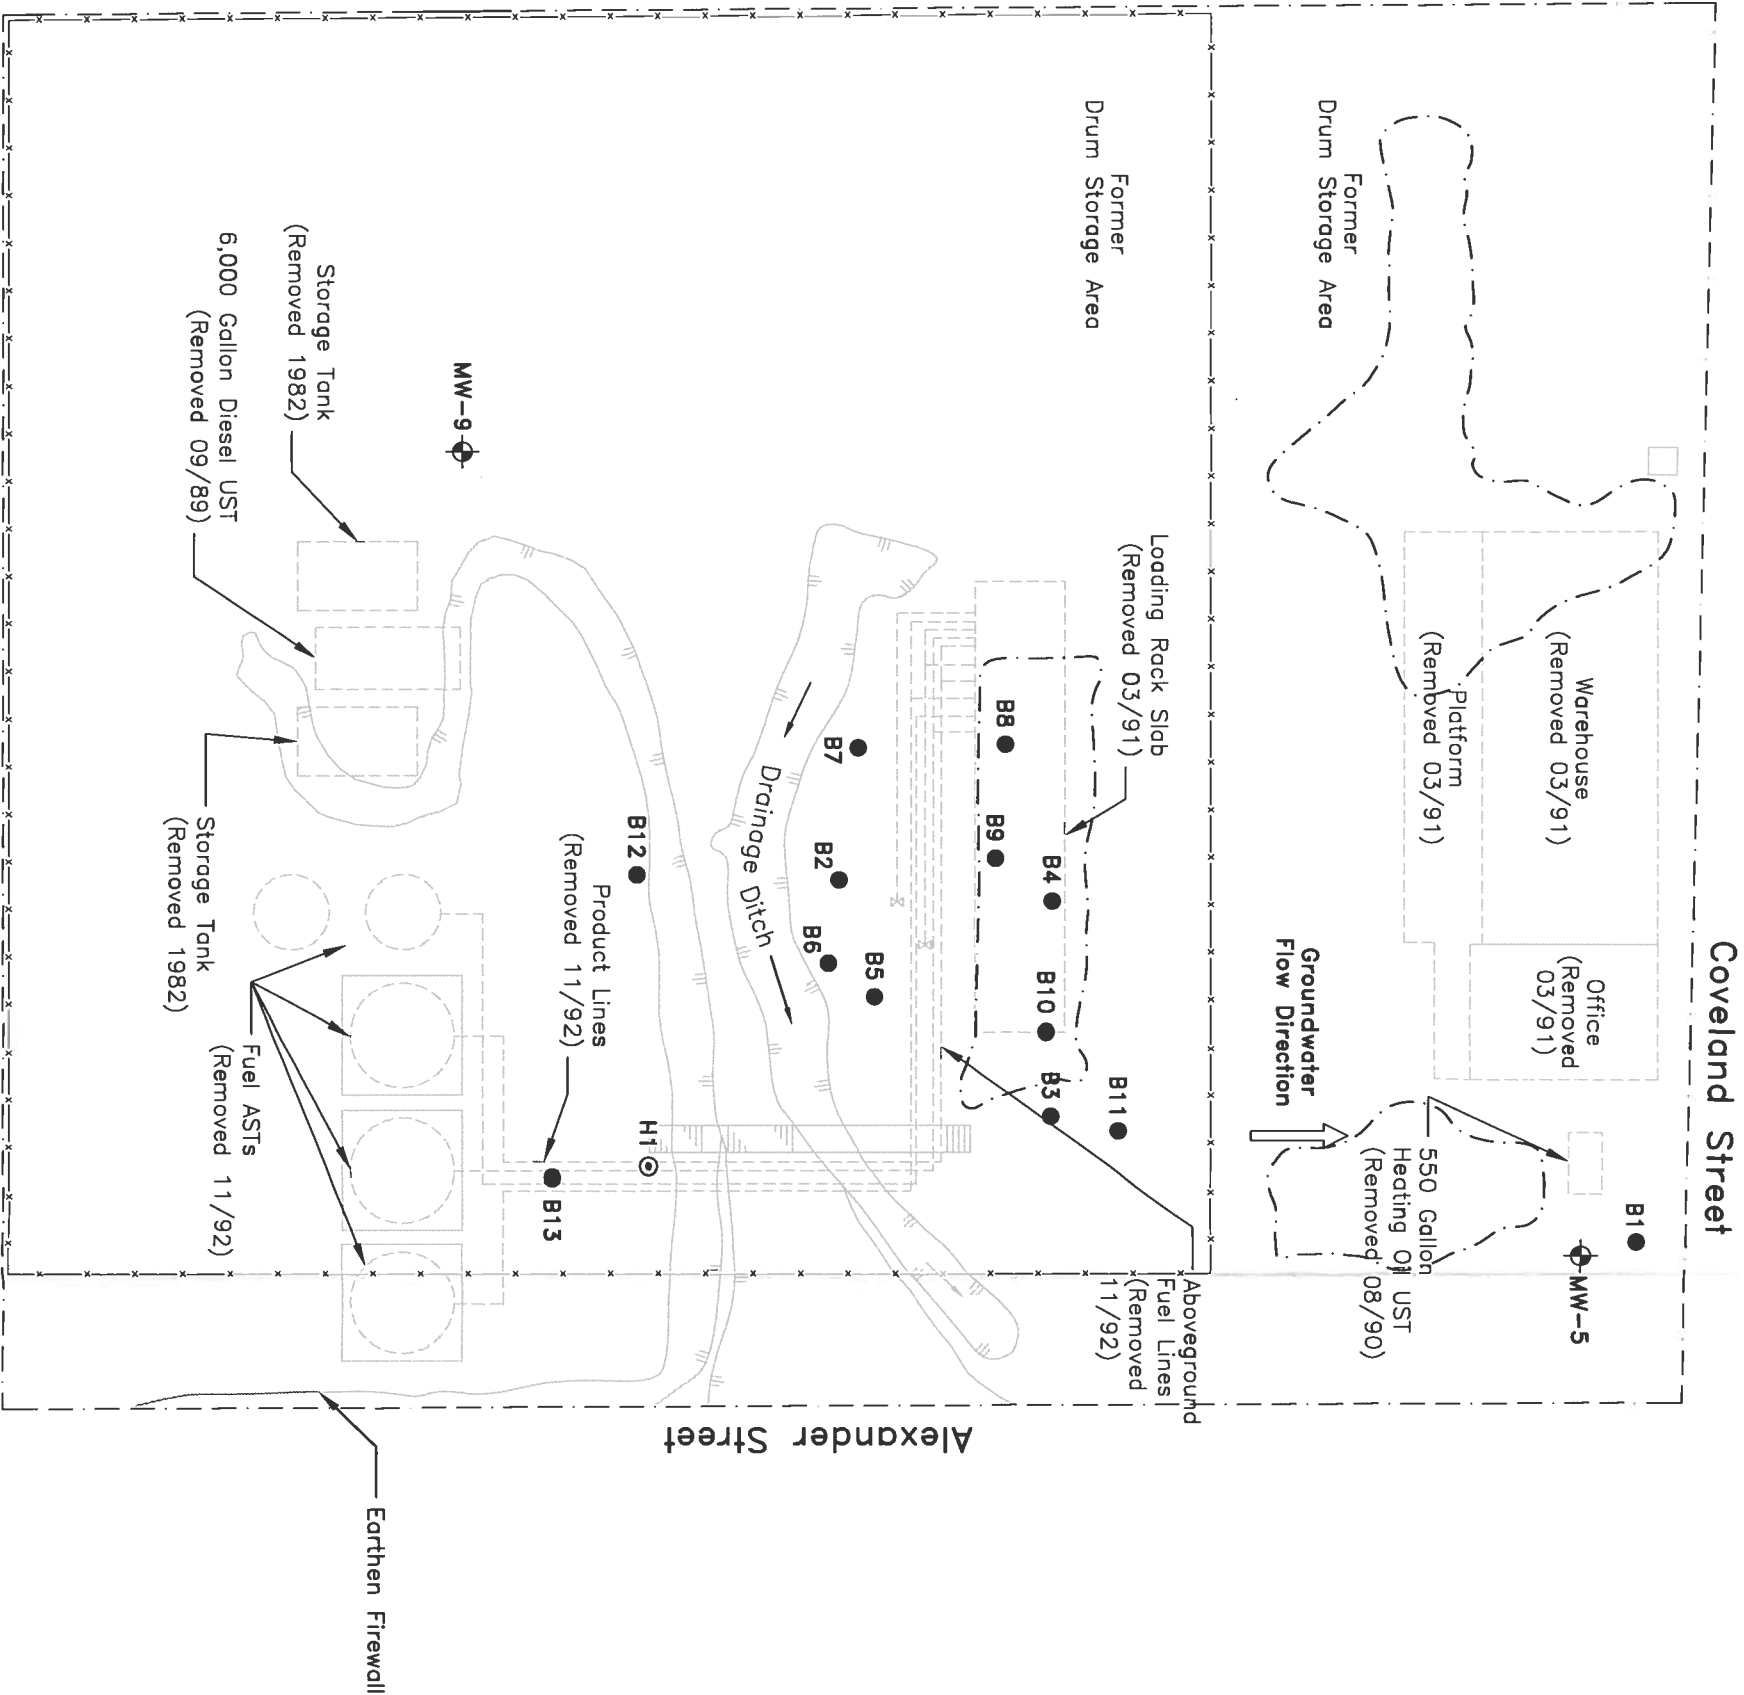 Coveland Street
B1
MW-5
Warehouse
(Removed 03/91)
Office
(Removed
03/91)
Platform
(Removed 03/91)
550 Gallon
Heating Oil UST
(Removed 08/90)
Former
Drum Storage Area
Groundwater
Flow Direction
Former
Drum Storage Area
Loading Rack Slab
(Removed 03/91)
Aboveground
Fuel Lines
(Removed
11/92)
B11
B8
B9
B4
B10
B3
B7
B2
B6
B5
Drainage Ditch
B12
H1
B13
Product Lines
(Removed 11/92)
MW-9
Storage Tank
(Removed 1982)
6,000 Gallon Diesel UST
(Removed 09/89)
Storage Tank
(Removed 1982)
Fuel ASTs
(Removed 11/92)
Alexander Street
Earthen Firewall